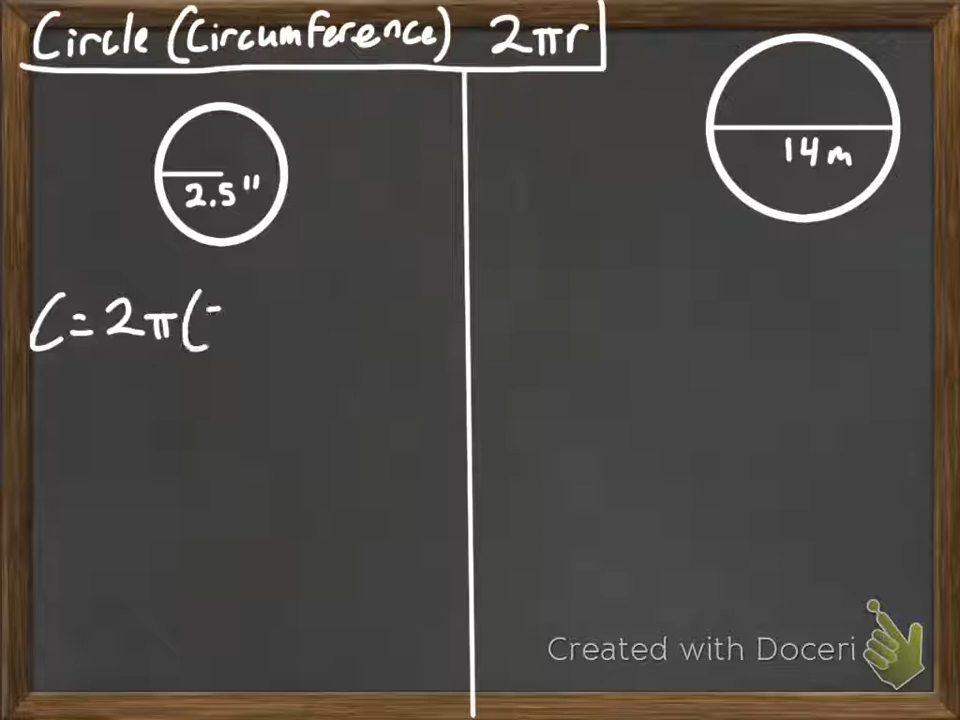 Circle (Circumference) 2πr
2.5"
14 m
C = 2π(
Created with Doceri